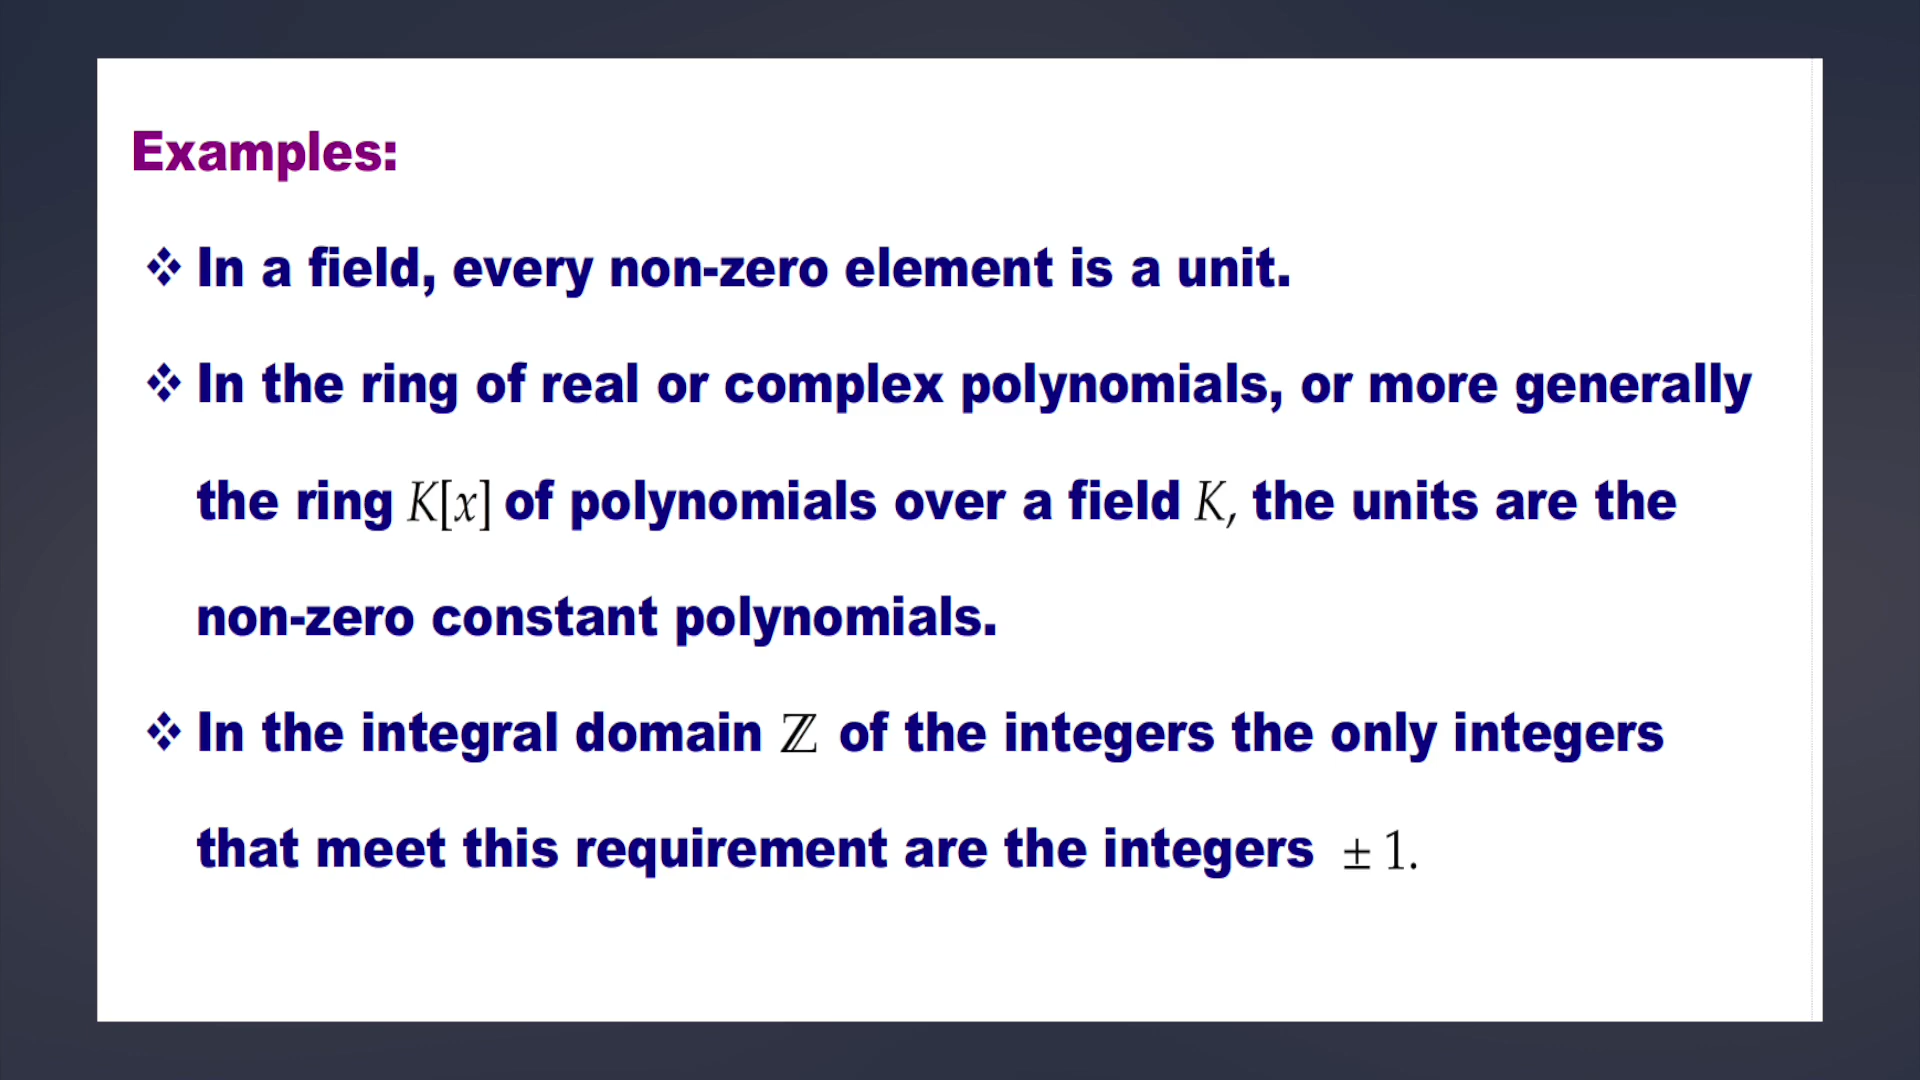 Examples:
❖ In a field, every non-zero element is a unit.
❖ In the ring of real or complex polynomials, or more generally
the ring K[x] of polynomials over a field K, the units are the
non-zero constant polynomials.
❖ In the integral domain ℤ of the integers the only integers
that meet this requirement are the integers ± 1.